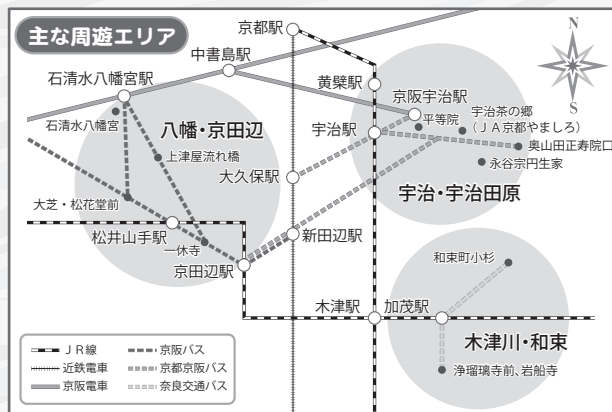 主な周遊エリア
京都駅
N
S
中書島駅
石清水八幡宮駅
黄檗駅
京阪宇治駅
石清水八幡宮
八幡・京田辺
宇治駅
平等院
宇治茶の郷
（ＪＡ京都やましろ）
上津屋流れ橋
奥山田正寿院口
永谷宗円生家
大久保駅
宇治・宇治田原
大芝・松花堂前
松井山手駅
一休寺
新田辺駅
京田辺駅
和束町小杉
木津駅
加茂駅
木津川・和束
浄瑠璃寺前、岩船寺
ＪＲ線
京阪バス
近鉄電車
京都京阪バス
京阪電車
奈良交通バス